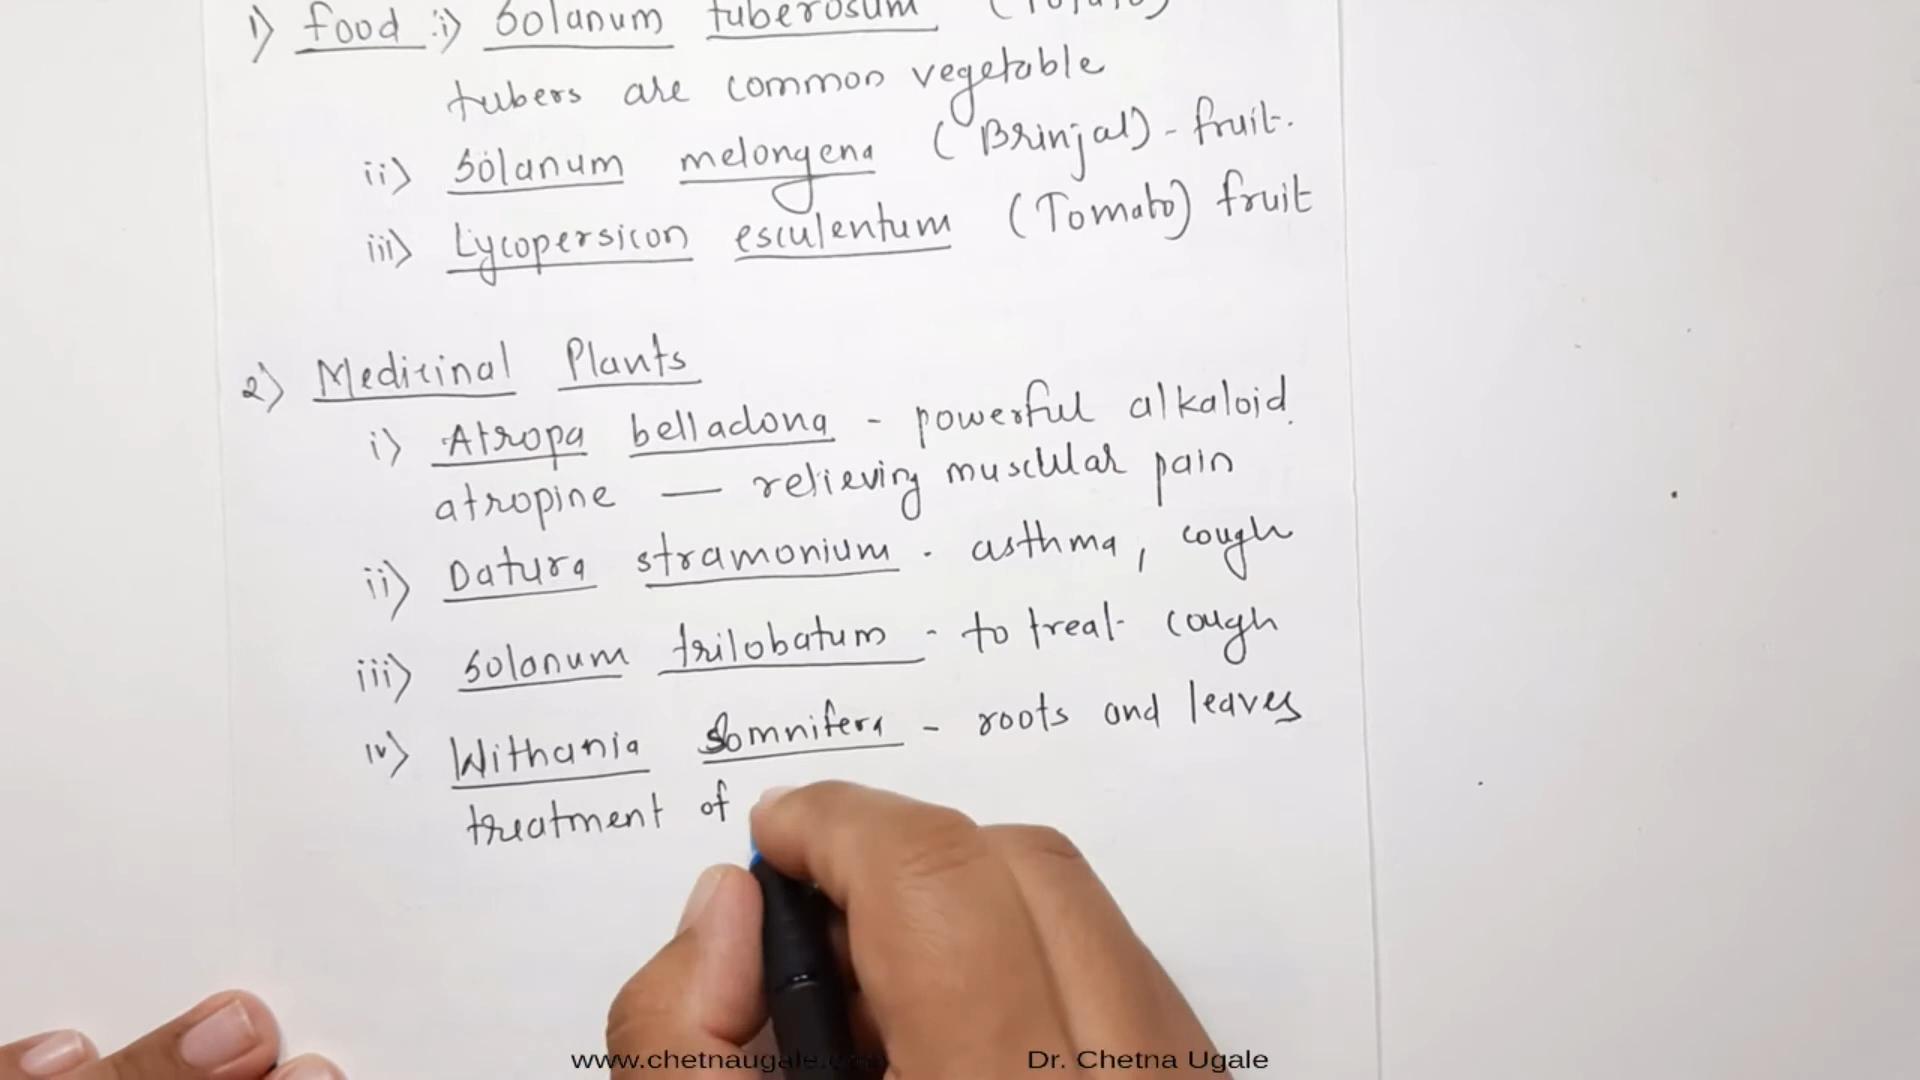 1) Food :i) Solanum tuberosum
tubers are common vegetable
ii) Solanum melongena (Brinjal) - fruit.
iii) Lycopersicon esculentum (Tomato) fruit
2) Medicinal Plants
i) Atropa belladona - powerful alkaloid.
atropine — relieving muscular pain
ii) Datura stramonium. asthma, cough
iii) Solanum trilobatum - to treat cough
iv) Withania Somnifera - roots and leaves
treatment of
www.chetnaugale. Dr. Chetna Ugale